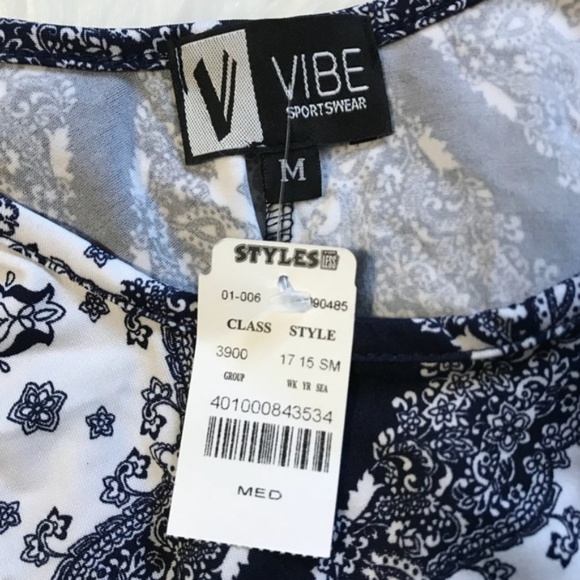 V VIBE
SPORTSWEAR
M
STYLES FOR LESS
01-006 90485
CLASS STYLE
3900 17 15 SM
GROUP WK YR SEA
401000843534
MED